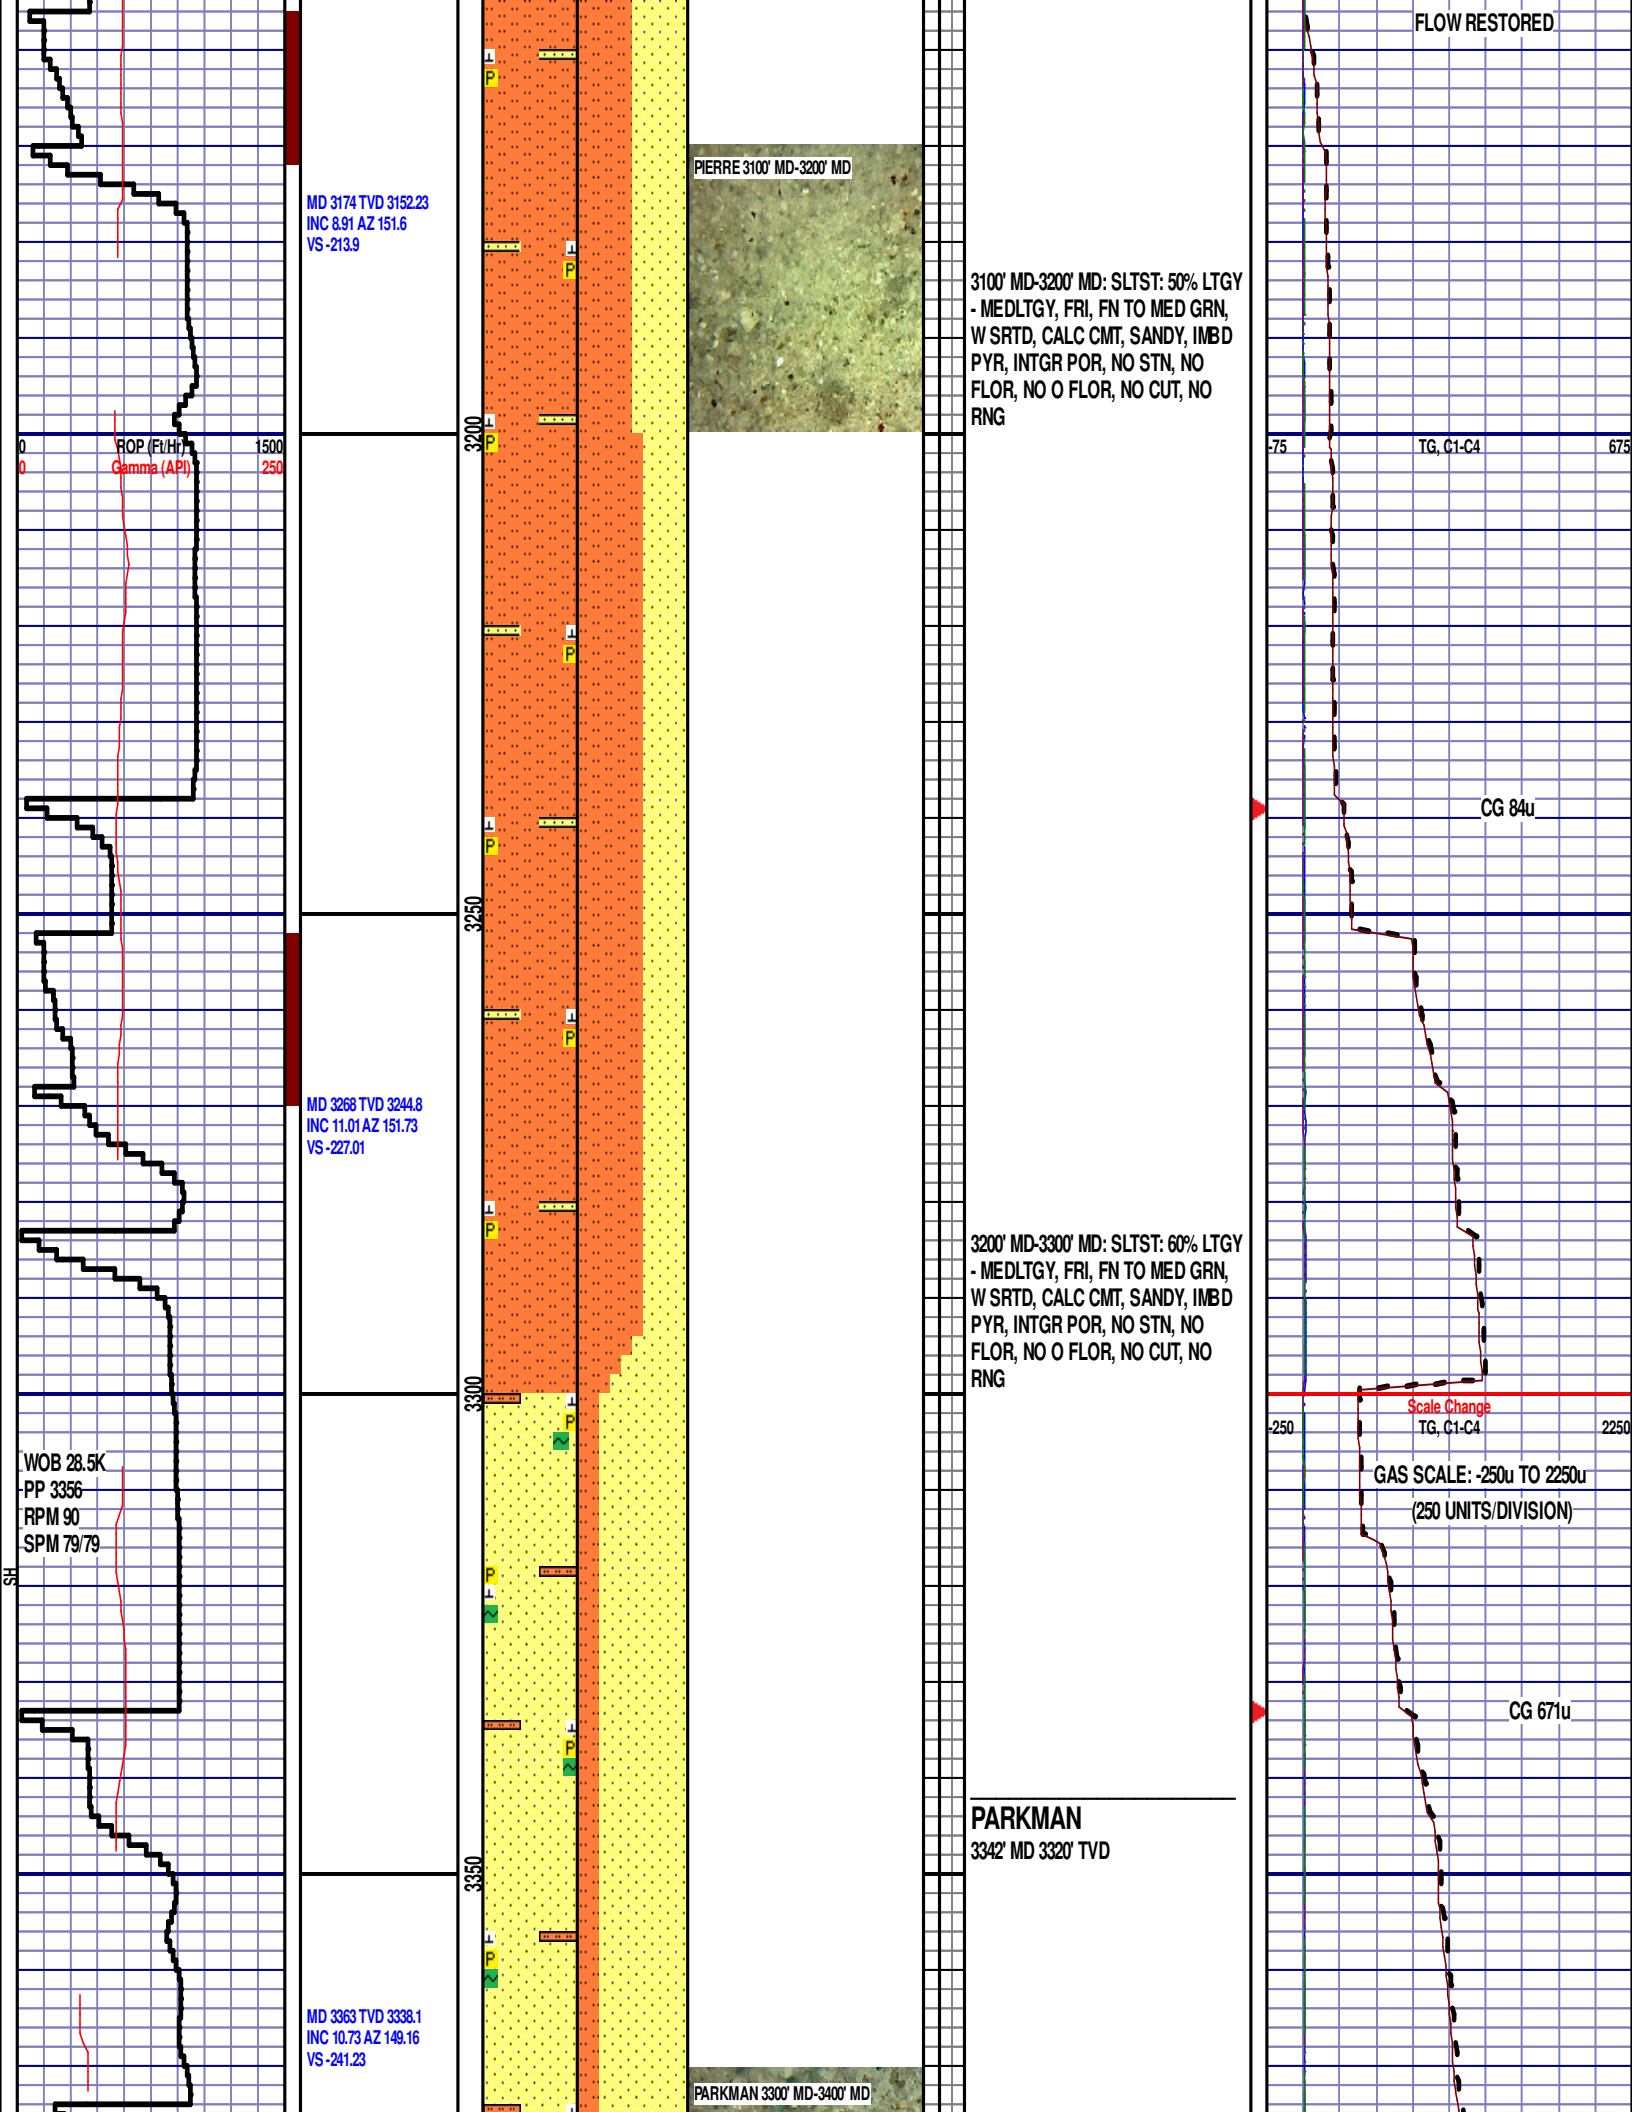 FLOW RESTORED
⊥
P
PIERRE 3100' MD-3200' MD
MD 3174 TVD 3152.23
INC 8.91 AZ 151.6
VS -213.9
⊥
P
3100' MD-3200' MD: SLTST: 50% LTGY
- MEDLTGY, FRI, FN TO MED GRN,
W SRTD, CALC CMT, SANDY, IMBD
PYR, INTGR POR, NO STN, NO
FLOR, NO O FLOR, NO CUT, NO
RNG
⊥
P
3200
0 ROP (Ft/Hr) 1500
0 Gamma (API) 250
-75 TG, C1-C4 675
⊥
P
CG 84u
⊥
P
3250
⊥
P
MD 3268 TVD 3244.8
INC 11.01 AZ 151.73
VS -227.01
⊥
P
3200' MD-3300' MD: SLTST: 60% LTGY
- MEDLTGY, FRI, FN TO MED GRN,
W SRTD, CALC CMT, SANDY, IMBD
PYR, INTGR POR, NO STN, NO
FLOR, NO O FLOR, NO CUT, NO
RNG
3300
⊥
P
~
Scale Change
-250 TG, C1-C4 2250
GAS SCALE: -250u TO 2250u
(250 UNITS/DIVISION)
WOB 28.5K
PP 3356
RPM 90
SPM 79/79
SH
P
⊥
~
CG 671u
⊥
P
~
PARKMAN
3342' MD 3320' TVD
3350
⊥
P
~
MD 3363 TVD 3338.1
INC 10.73 AZ 149.16
VS -241.23
PARKMAN 3300' MD-3400' MD
⊥